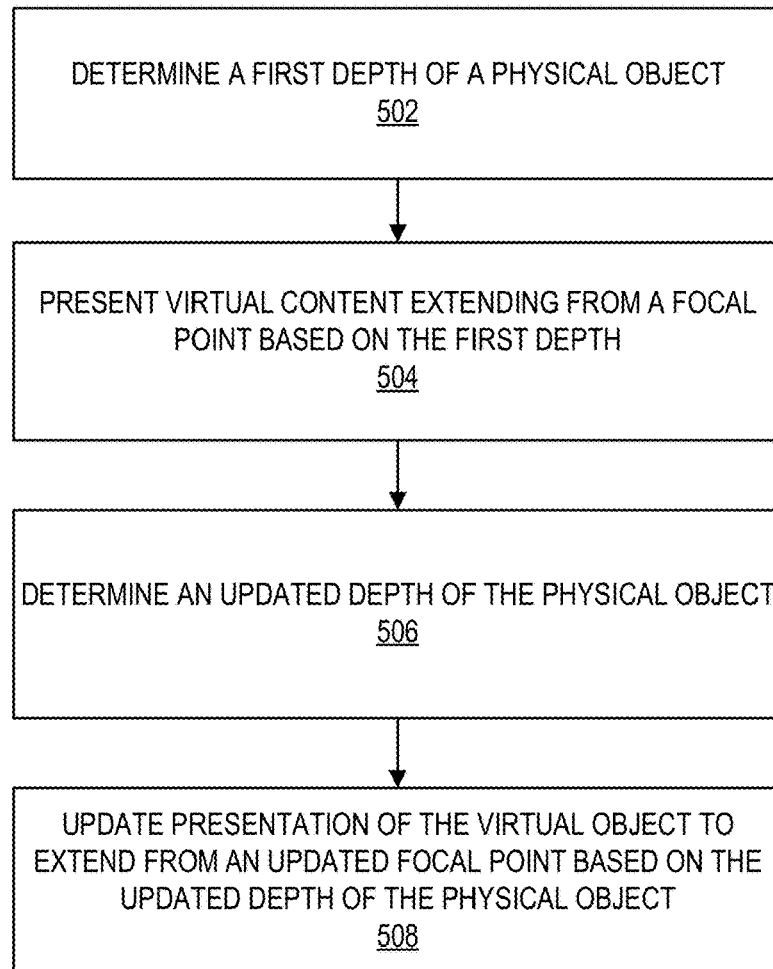 DETERMINE A FIRST DEPTH OF A PHYSICAL OBJECT
502
PRESENT VIRTUAL CONTENT EXTENDING FROM A FOCAL
POINT BASED ON THE FIRST DEPTH
504
DETERMINE AN UPDATED DEPTH OF THE PHYSICAL OBJECT
506
UPDATE PRESENTATION OF THE VIRTUAL OBJECT TO
EXTEND FROM AN UPDATED FOCAL POINT BASED ON THE
UPDATED DEPTH OF THE PHYSICAL OBJECT
508